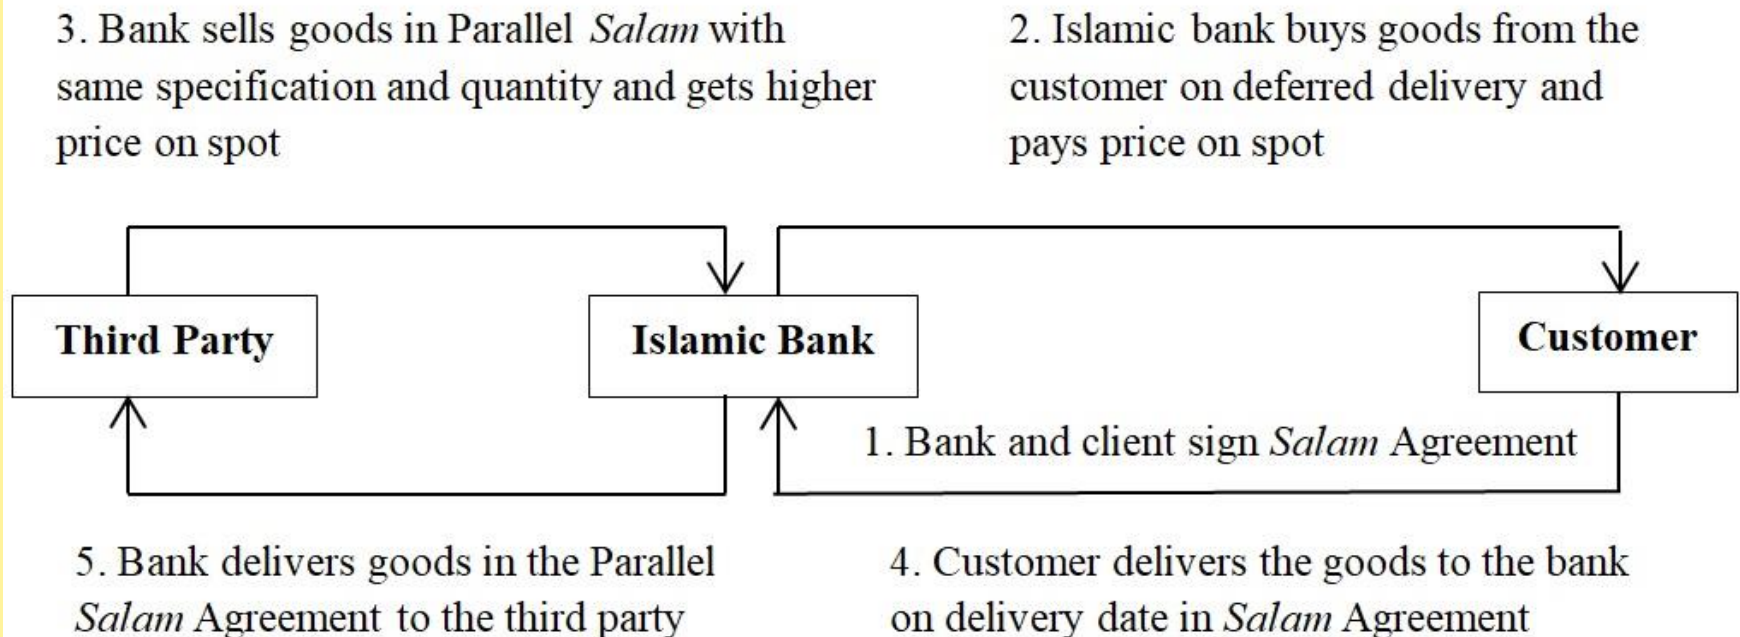 3. Bank sells goods in Parallel Salam with
same specification and quantity and gets higher
price on spot
2. Islamic bank buys goods from the
customer on deferred delivery and
pays price on spot
Third Party
Islamic Bank
Customer
1. Bank and client sign Salam Agreement
5. Bank delivers goods in the Parallel
Salam Agreement to the third party
4. Customer delivers the goods to the bank
on delivery date in Salam Agreement